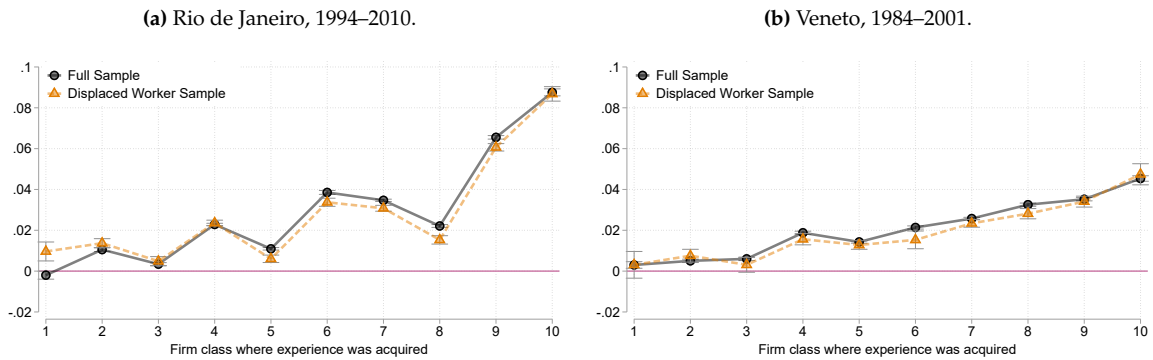 (a) Rio de Janeiro, 1994–2010.
.1
.08
.06
.04
.02
0
-.02
Full Sample
Displaced Worker Sample
1 2 3 4 5 6 7 8 9 10
Firm class where experience was acquired
(b) Veneto, 1984–2001.
.1
.08
.06
.04
.02
0
-.02
Full Sample
Displaced Worker Sample
1 2 3 4 5 6 7 8 9 10
Firm class where experience was acquired